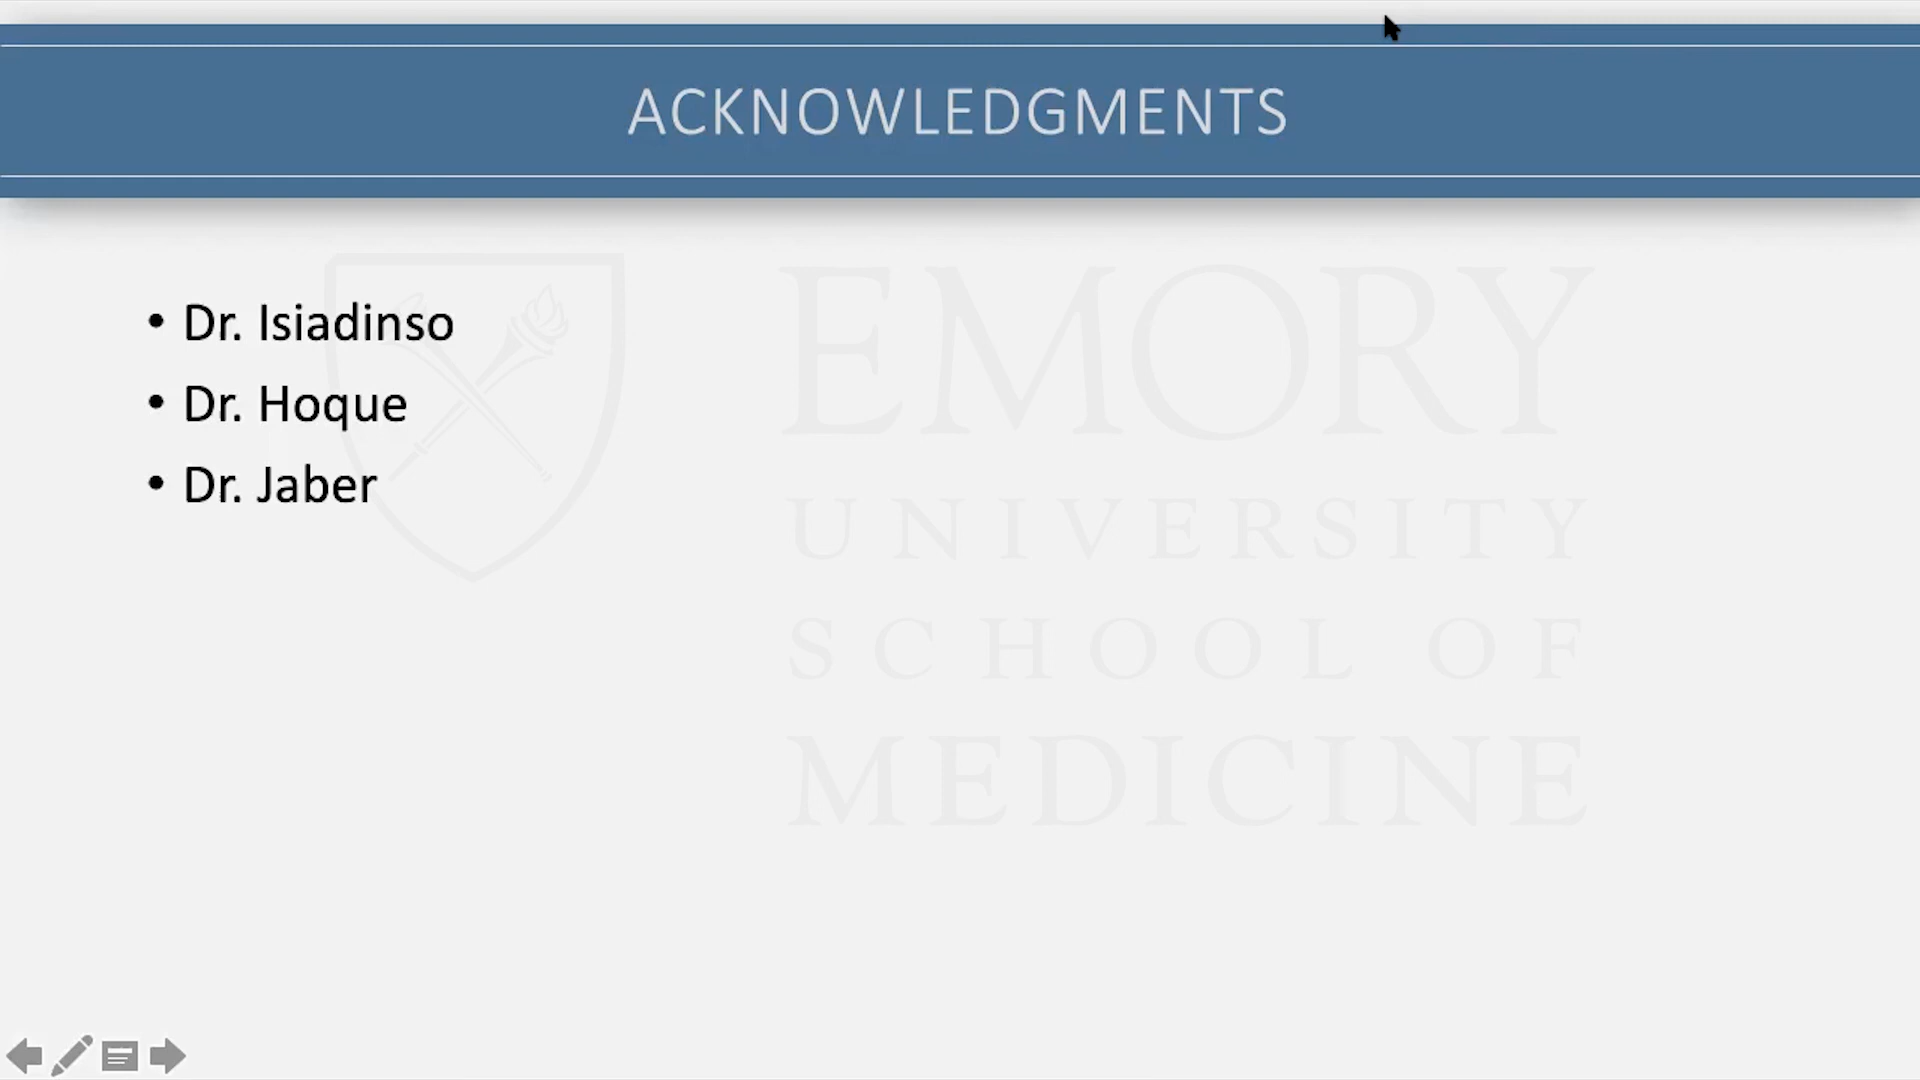 ACKNOWLEDGMENTS
• Dr. Isiadinso
• Dr. Hoque
• Dr. Jaber
EMORY
UNIVERSITY
SCHOOL OF
MEDICINE